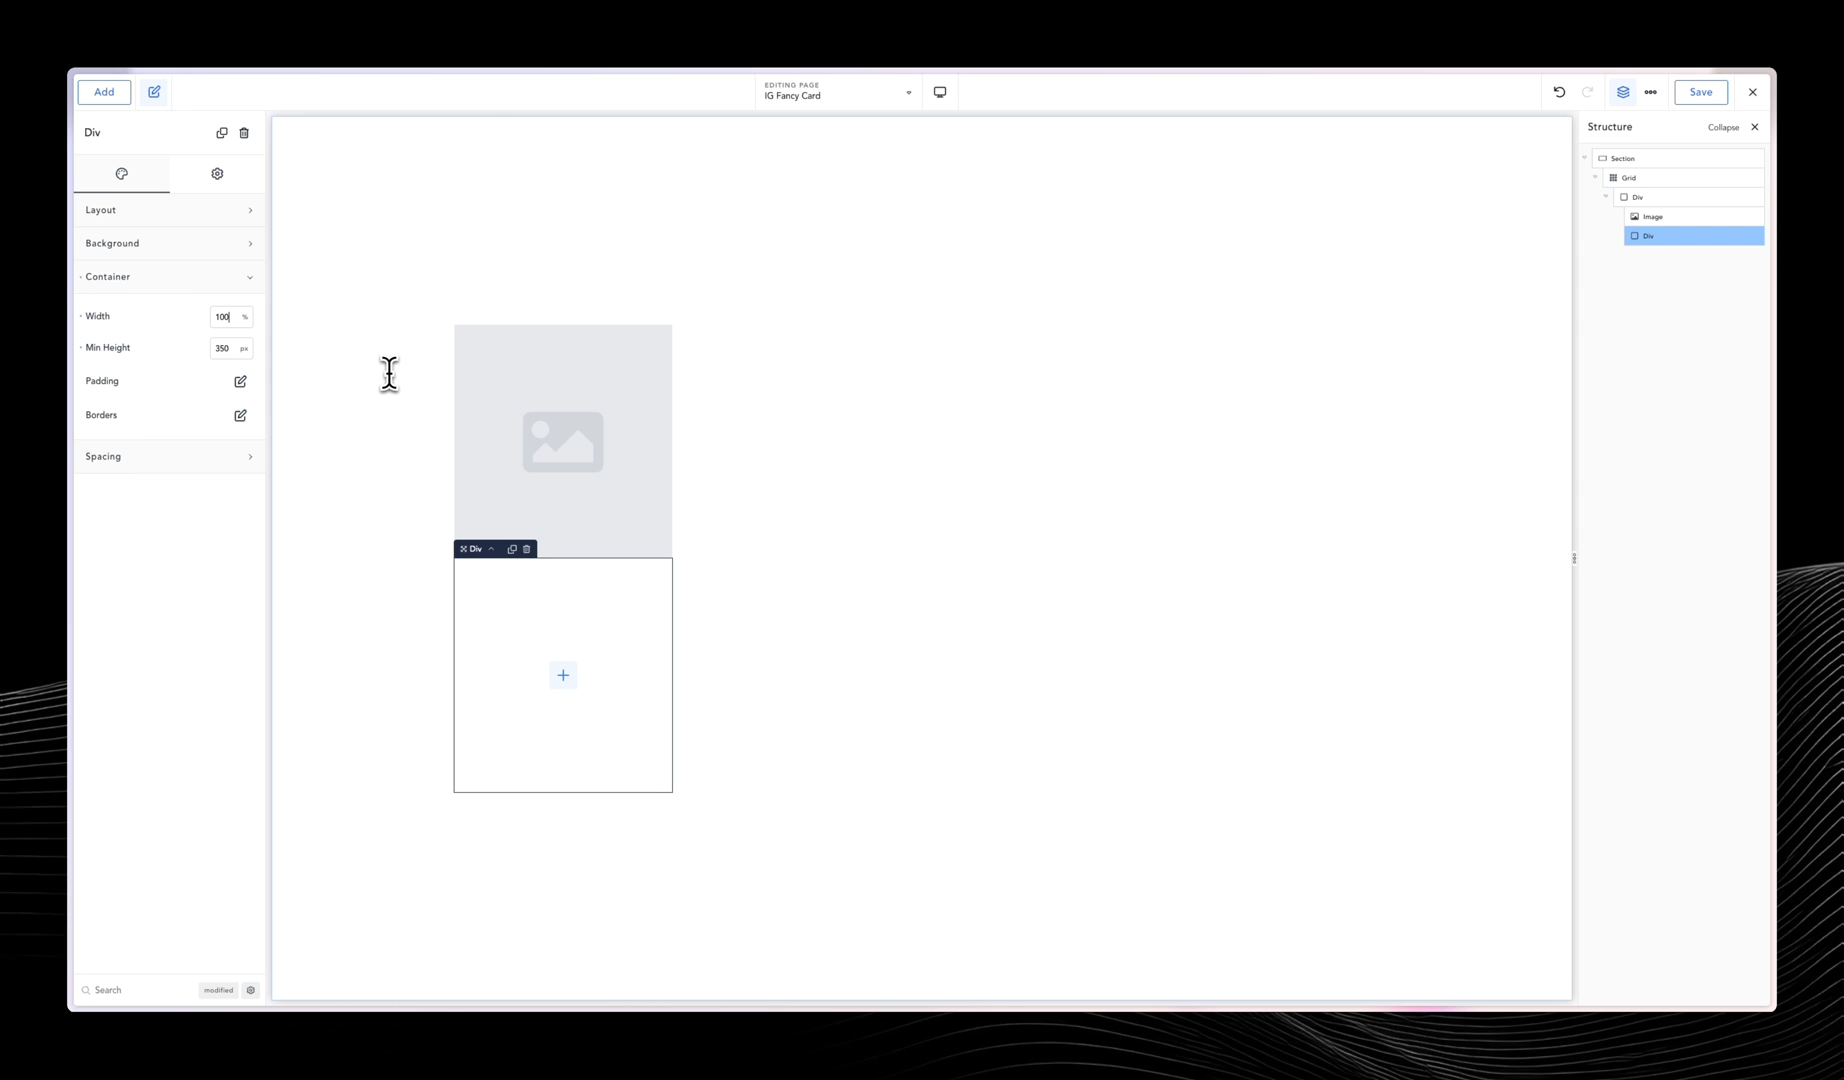 Add
EDITING PAGE
IG Fancy Card
Save
Div
Structure
Collapse
Layout
Background
Container
Width
100
%
Min Height
350
px
Padding
Borders
Spacing
Section
Grid
Div
Image
Div
Div
Search
modified